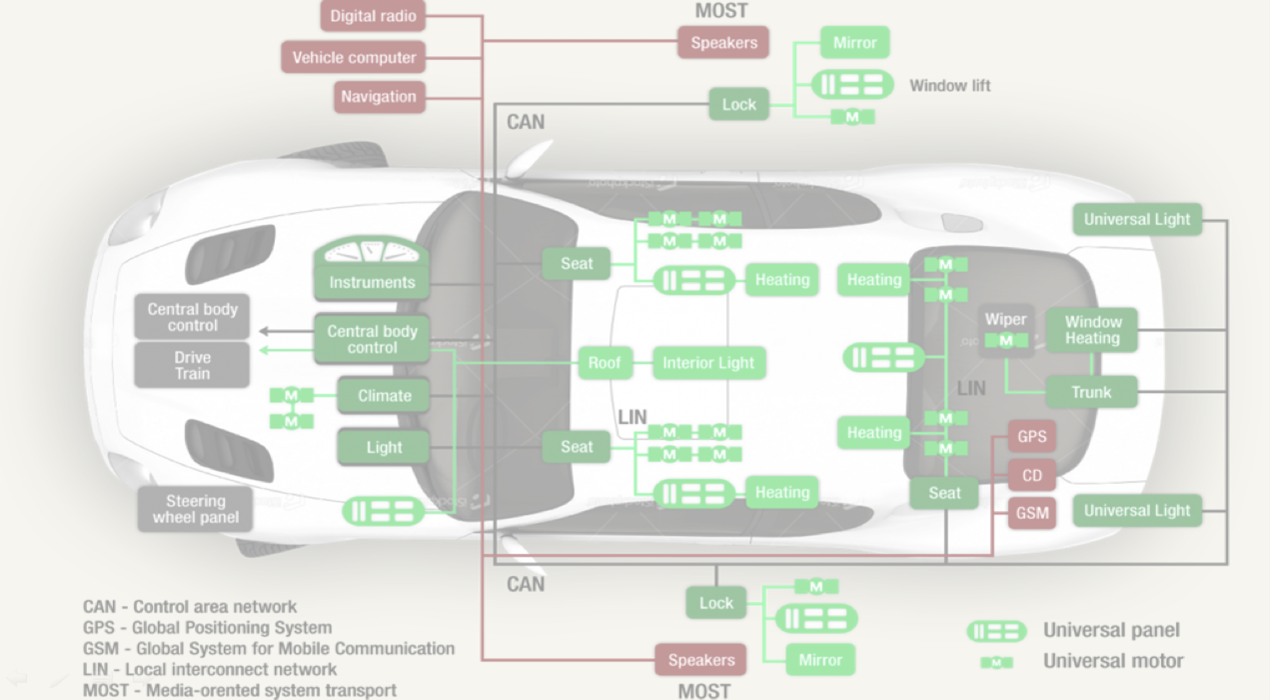 Digital radio
MOST
Speakers
Mirror
Vehicle computer
Window lift
Navigation
Lock
M
CAN
Universal Light
M M
M M
Seat
Heating
Heating
M
M
Instruments
Central body
control
Central body
control
Wiper
M
Window
Heating
Drive
Train
Roof
Interior Light
LIN
Climate
M
M
Trunk
LIN
M M
M M
M
M
Light
Seat
Heating
GPS
CD
GSM
Heating
Seat
Steering
wheel panel
Universal Light
CAN
M
Lock
Mirror
Speakers
MOST
CAN - Control area network
GPS - Global Positioning System
GSM - Global System for Mobile Communication
LIN - Local interconnect network
MOST - Media-orented system transport
Universal panel
M Universal motor